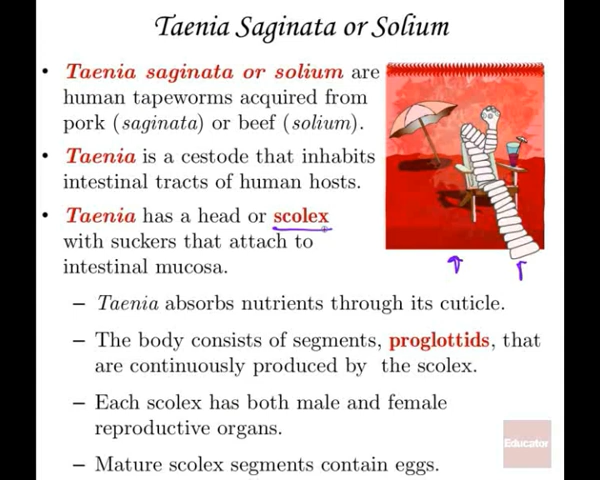 Taenia Saginata or Solium
• Taenia saginata or solium are
human tapeworms acquired from
pork (saginata) or beef (solium).
• Taenia is a cestode that inhabits
intestinal tracts of human hosts.
• Taenia has a head or scolex
with suckers that attach to
intestinal mucosa.
– Taenia absorbs nutrients through its cuticle.
– The body consists of segments, proglottids, that
are continuously produced by the scolex.
– Each scolex has both male and female
reproductive organs.
– Mature scolex segments contain eggs.
Educator